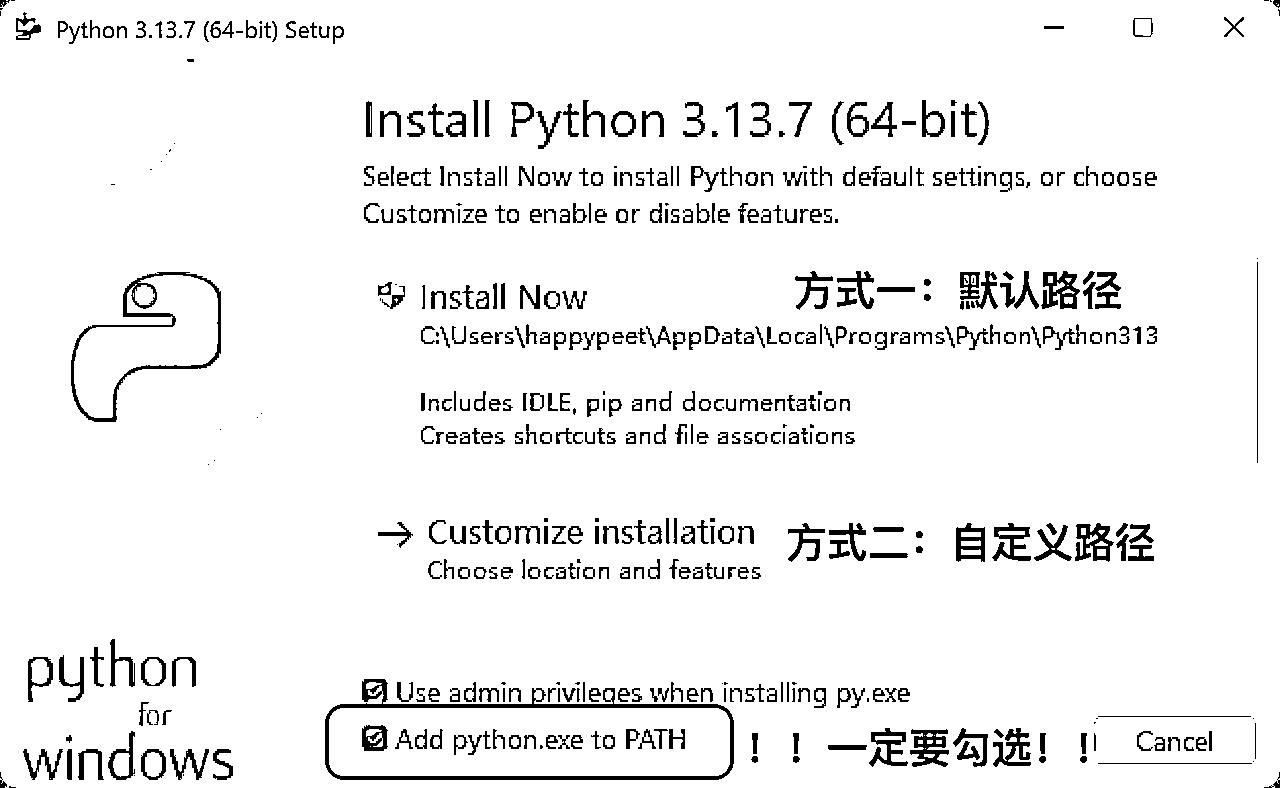 Python 3.13.7 (64-bit) Setup
Install Python 3.13.7 (64-bit)
Select Install Now to install Python with default settings, or choose
Customize to enable or disable features.
Install Now 方式一：默认路径
C:\Users\happypeet\AppData\Local\Programs\Python\Python313
Includes IDLE, pip and documentation
Creates shortcuts and file associations
Customize installation 方式二：自定义路径
Choose location and features
python
for
windows
Use admin privileges when installing py.exe
Add python.exe to PATH ！！一定要勾选！！ Cancel